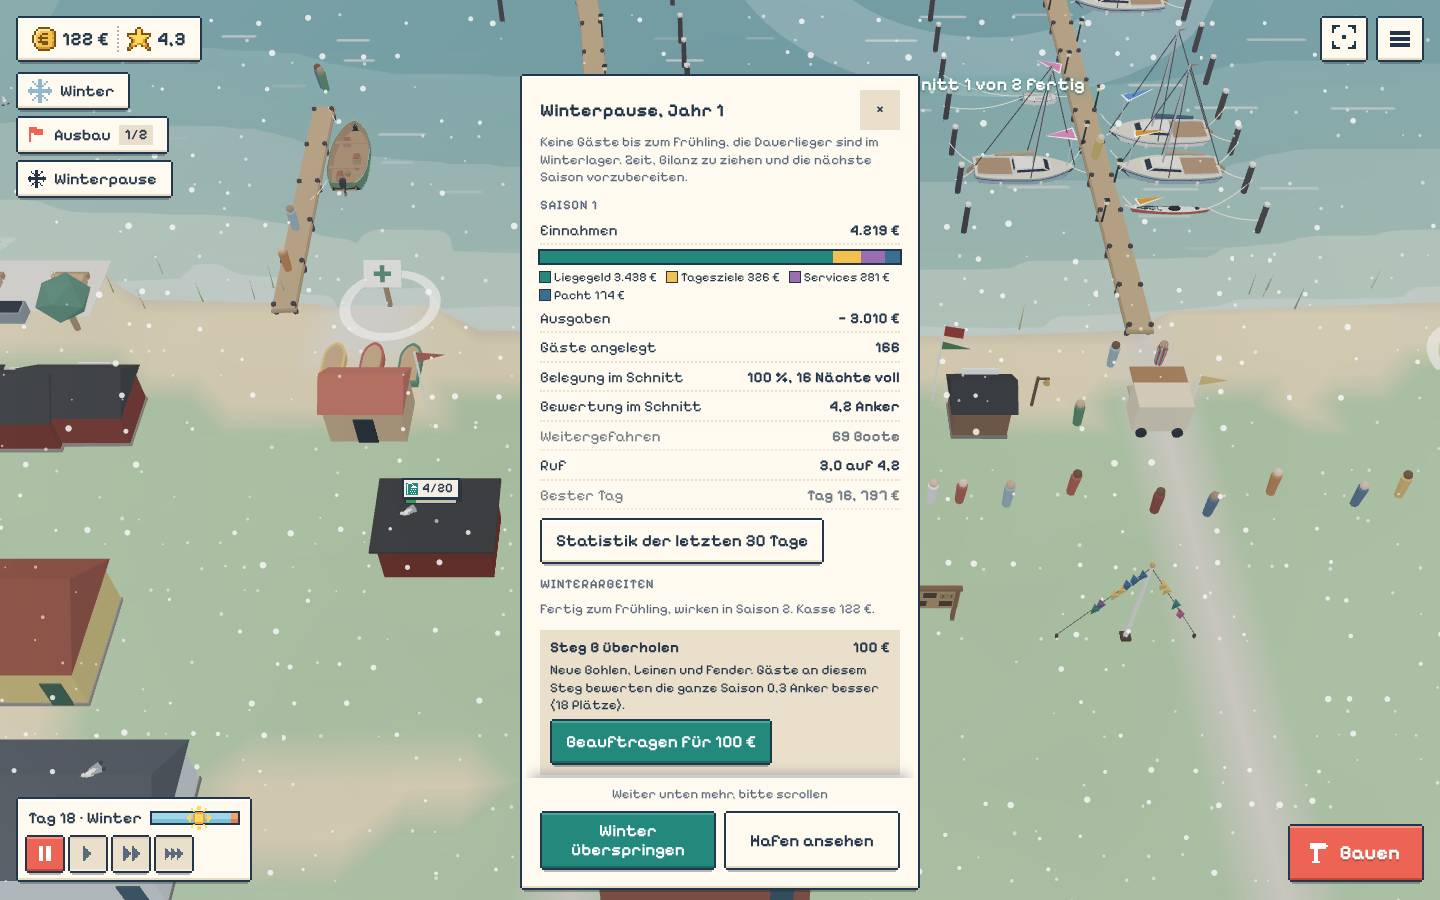 122 €
4,3
Winter
Ausbau 1/2
Winterpause
nitt 1 von 2 fertig
Winterpause, Jahr 1
×
Keine Gäste bis zum Frühling, die Dauerlieger sind im
Winterlager. Zeit, Bilanz zu ziehen und die nächste
Saison vorzubereiten.
SAISON 1
Einnahmen 4.219 €
Liegegeld 3.438 € Tagesziele 326 € Services 281 €
Pacht 174 €
Ausgaben - 3.010 €
Gäste angelegt 166
Belegung im Schnitt 100 %, 16 Nächte voll
Bewertung im Schnitt 4,2 Anker
Weitergefahren 69 Boote
Ruf 3,0 auf 4,2
Bester Tag Tag 16, 797 €
Statistik der letzten 30 Tage
WINTERARBEITEN
Fertig zum Frühling, wirken in Saison 2. Kasse 122 €.
4/20
Steg B überholen 100 €
Neue Bohlen, Leinen und Fender. Gäste an diesem
Steg bewerten die ganze Saison 0,3 Anker besser
(18 Plätze).
Beauftragen für 100 €
Weiter unten mehr, bitte scrollen
Winter
überspringen
Hafen ansehen
Tag 18 · Winter
Bauen